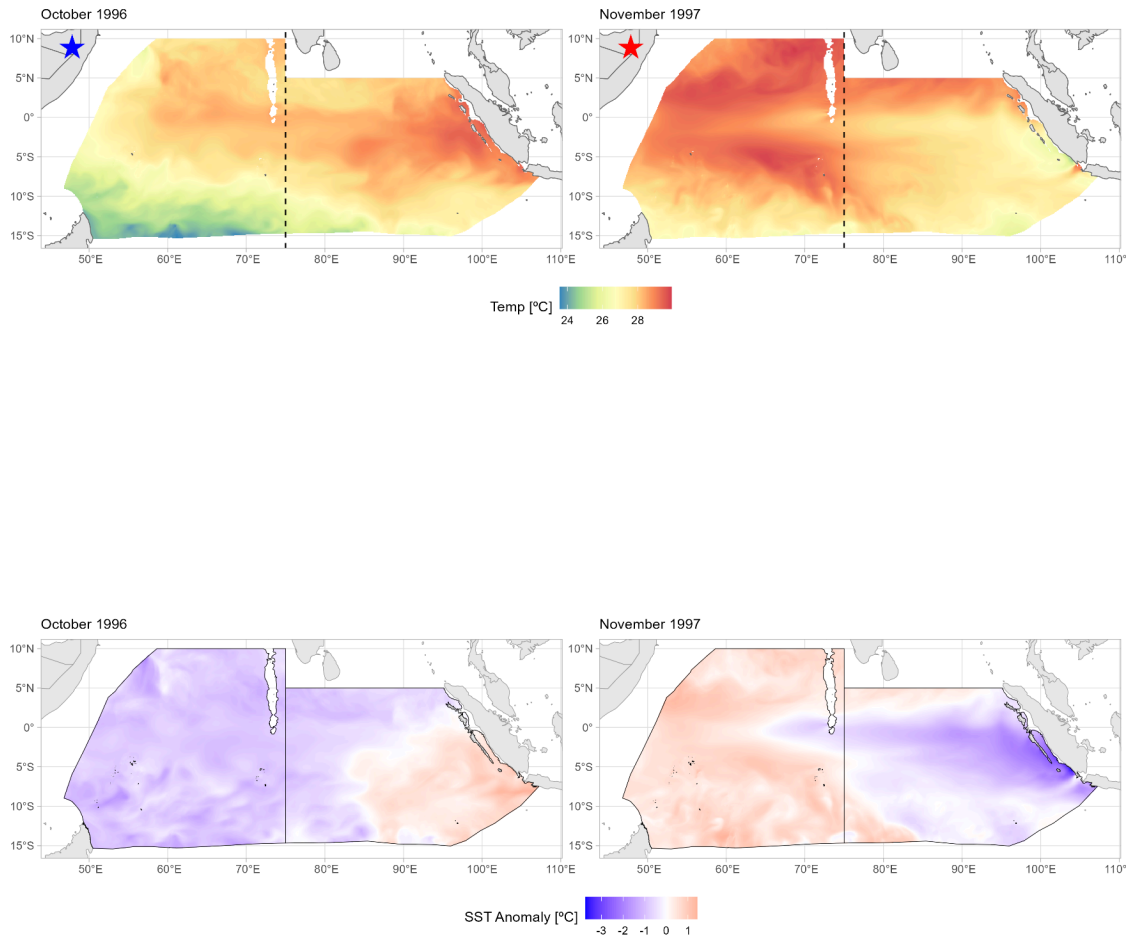 October 1996 November 1997
10°N 10°N
5°N 5°N
0° 0°
5°S 5°S
10°S 10°S
15°S 15°S
50°E 60°E 70°E 80°E 90°E 100°E 110°E 50°E 60°E 70°E 80°E 90°E 100°E 110°E
Temp [ºC]
24 26 28
October 1996 November 1997
10°N 10°N
5°N 5°N
0° 0°
5°S 5°S
10°S 10°S
15°S 15°S
50°E 60°E 70°E 80°E 90°E 100°E 110°E 50°E 60°E 70°E 80°E 90°E 100°E 110°E
SST Anomaly [ºC]
-3 -2 -1 0 1